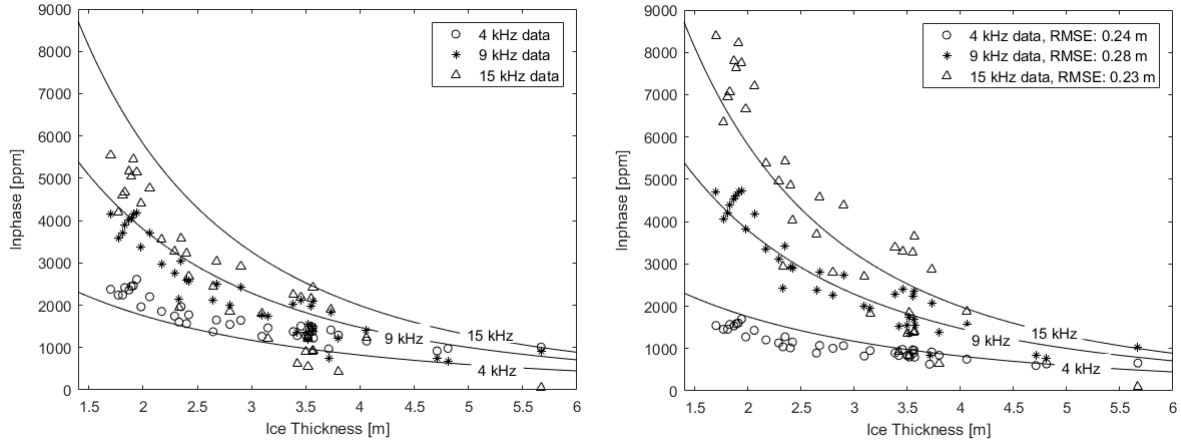 9000
8000
7000
6000
5000
4000
3000
2000
1000
0
Inphase [ppm]
4 kHz data
9 kHz data
15 kHz data
15 kHz
9 kHz
4 kHz
1.5 2 2.5 3 3.5 4 4.5 5 5.5 6
Ice Thickness [m]
9000
8000
7000
6000
5000
4000
3000
2000
1000
0
Inphase [ppm]
4 kHz data, RMSE: 0.24 m
9 kHz data, RMSE: 0.28 m
15 kHz data, RMSE: 0.23 m
15 kHz
9 kHz
4 kHz
1.5 2 2.5 3 3.5 4 4.5 5 5.5 6
Ice Thickness [m]